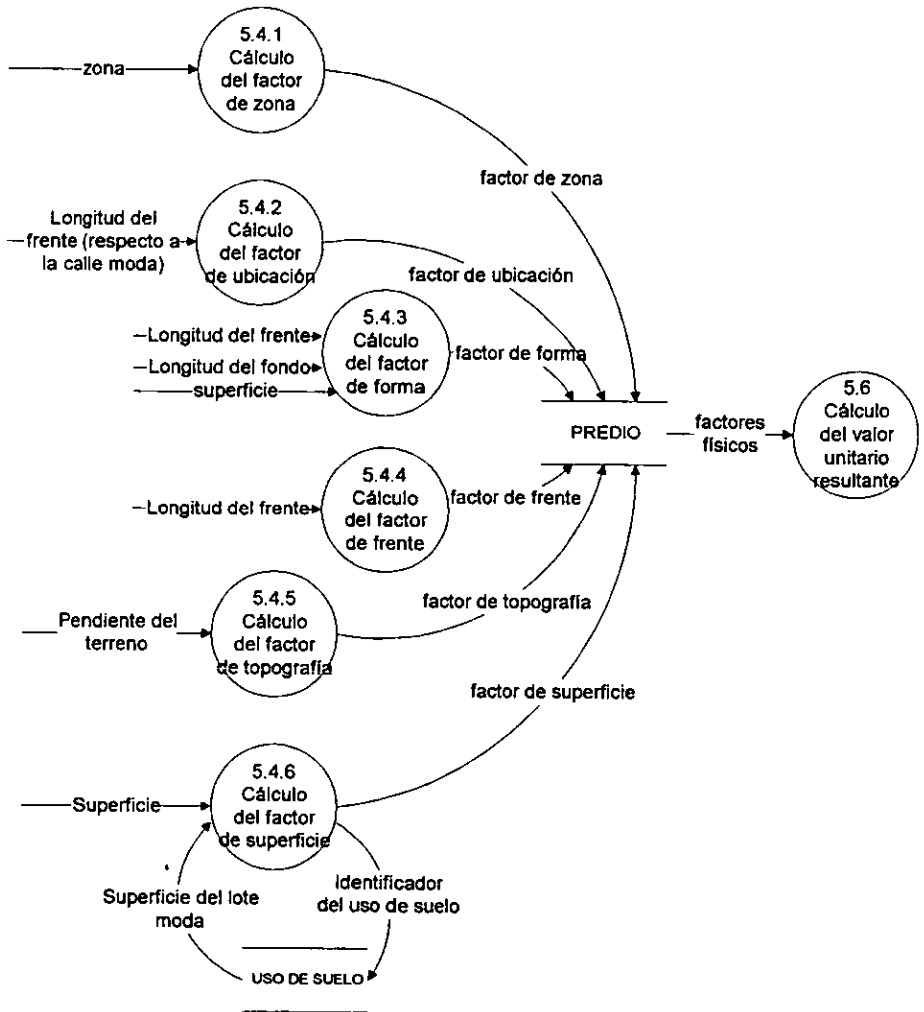 5.4.1
Cálculo
del factor
de zona
zona
factor de zona
5.4.2
Cálculo
del factor
de ubicación
Longitud del
frente (respecto a
la calle moda)
factor de ubicación
5.4.3
Cálculo
del factor
de forma
Longitud del frente
Longitud del fondo
superficie
factor de forma
PREDIO
factores
físicos
5.6
Cálculo
del valor
unitario
resultante
5.4.4
Cálculo
del factor
de frente
Longitud del frente
factor de frente
5.4.5
Cálculo
del factor
de topografía
Pendiente del
terreno
factor de topografía
factor de superficie
5.4.6
Cálculo
del factor
de superficie
Superficie
Superficie del lote
moda
Identificador
del uso de suelo
USO DE SUELO